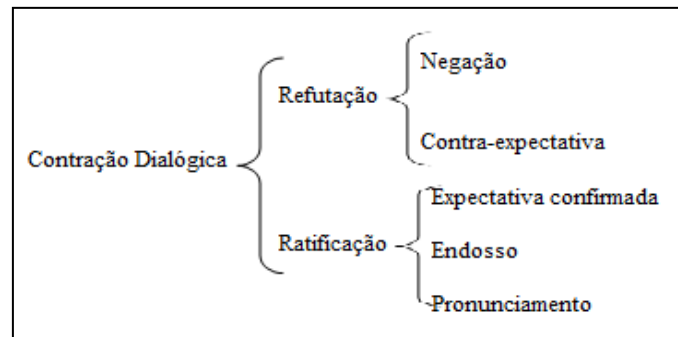 Negação
Refutação
Contra-expectativa
Contração Dialógica
Expectativa confirmada
Ratificação
Endosso
Pronunciamento